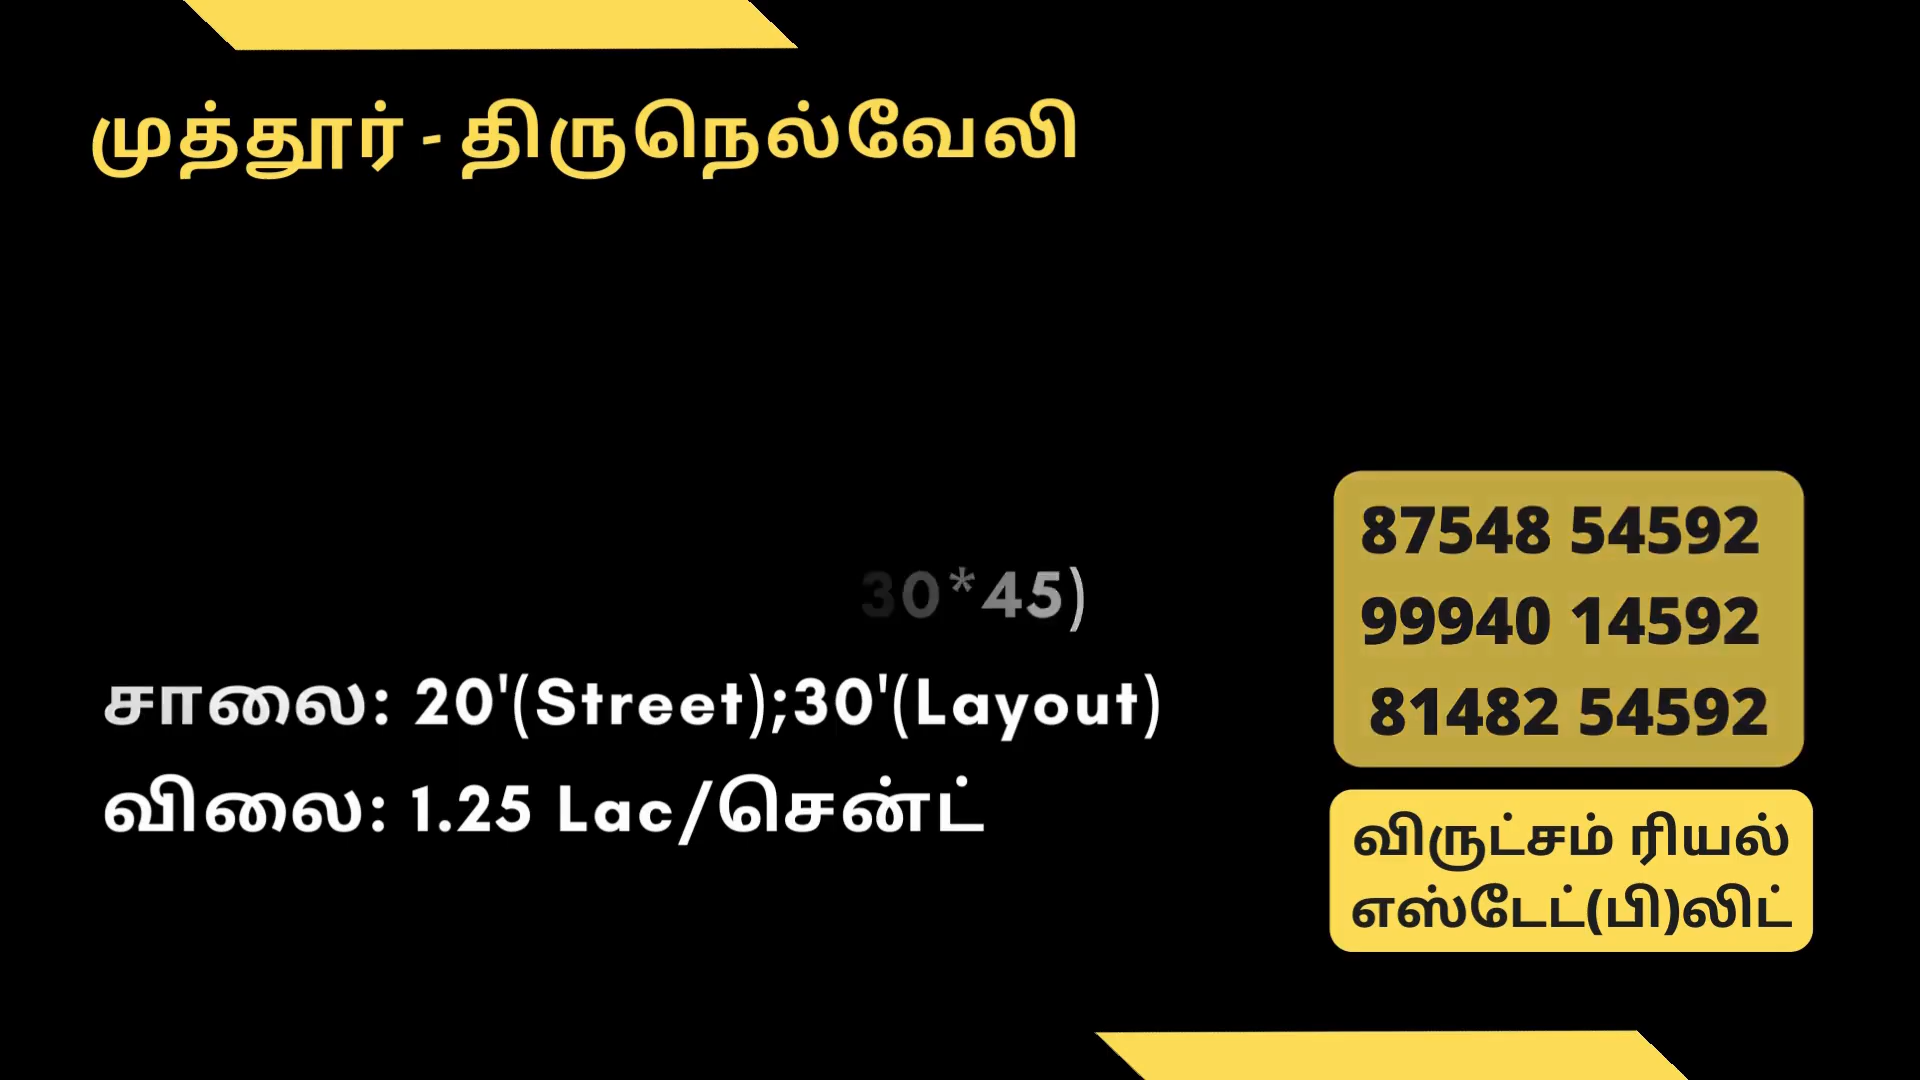 முத்தூர் - திருநெல்வேலி
30*45)
சாலை: 20'(Street);30'(Layout)
விலை: 1.25 Lac/சென்ட்
87548 54592
99940 14592
81482 54592
விருட்சம் ரியல்
எஸ்டேட்(பி)லிட்